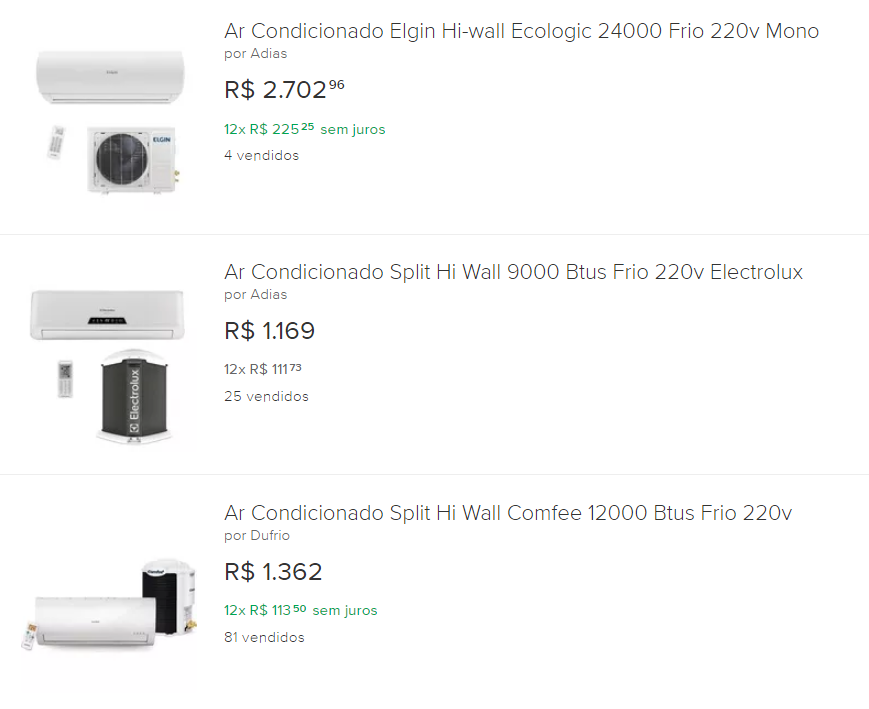 Ar Condicionado Elgin Hi-wall Ecologic 24000 Frio 220v Mono
por Adias
R$ 2.702 96
12x R$ 225 25 sem juros
4 vendidos
ELGIN
Ar Condicionado Split Hi Wall 9000 Btus Frio 220v Electrolux
por Adias
R$ 1.169
12x R$ 111 73
25 vendidos
Electrolux
Ar Condicionado Split Hi Wall Comfee 12000 Btus Frio 220v
por Dufrio
R$ 1.362
12x R$ 113 50 sem juros
81 vendidos